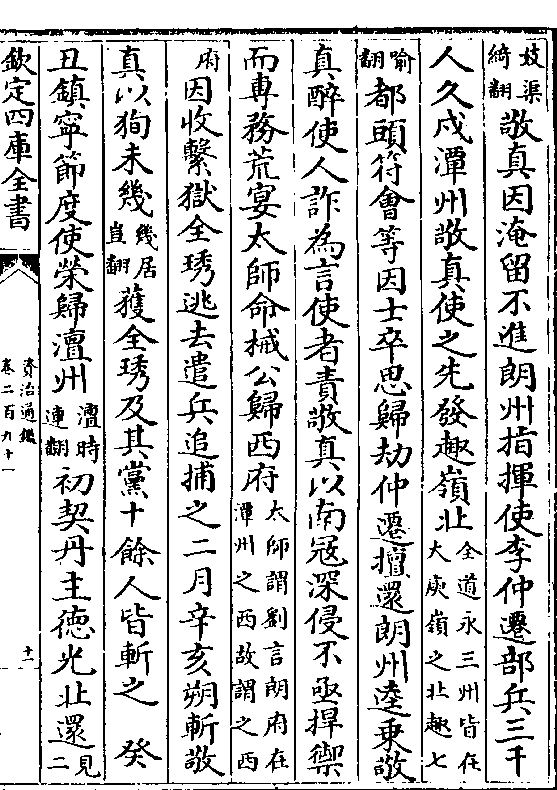 妓渠
綺翻敬真因淹留不進朗州指揮使李仲遷部兵三千
人久戍潭州敬真使之先發趣嶺北全道永三州皆在
大庾嶺之北趣七
喻
翻都頭符會等因士卒思歸劫仲遷擅還朗州逵乗敬
真醉使人詐為言使者責敬真以南冦深侵不亟捍禦
而專務荒宴太師命械公歸西府太師謂劉言朗府在
潭州之西故謂之西
府因收繫獄全琇逃去遣兵追捕之二月辛亥朔斬敬
真以狥未幾幾居
豈翻獲全琇及其黨十餘人皆斬之 癸
丑鎮寧節度使榮歸澶州澶時
連翻初契丹主德光北還見
二
欽定四庫全書
資治通鑑
卷二百九十一
十一